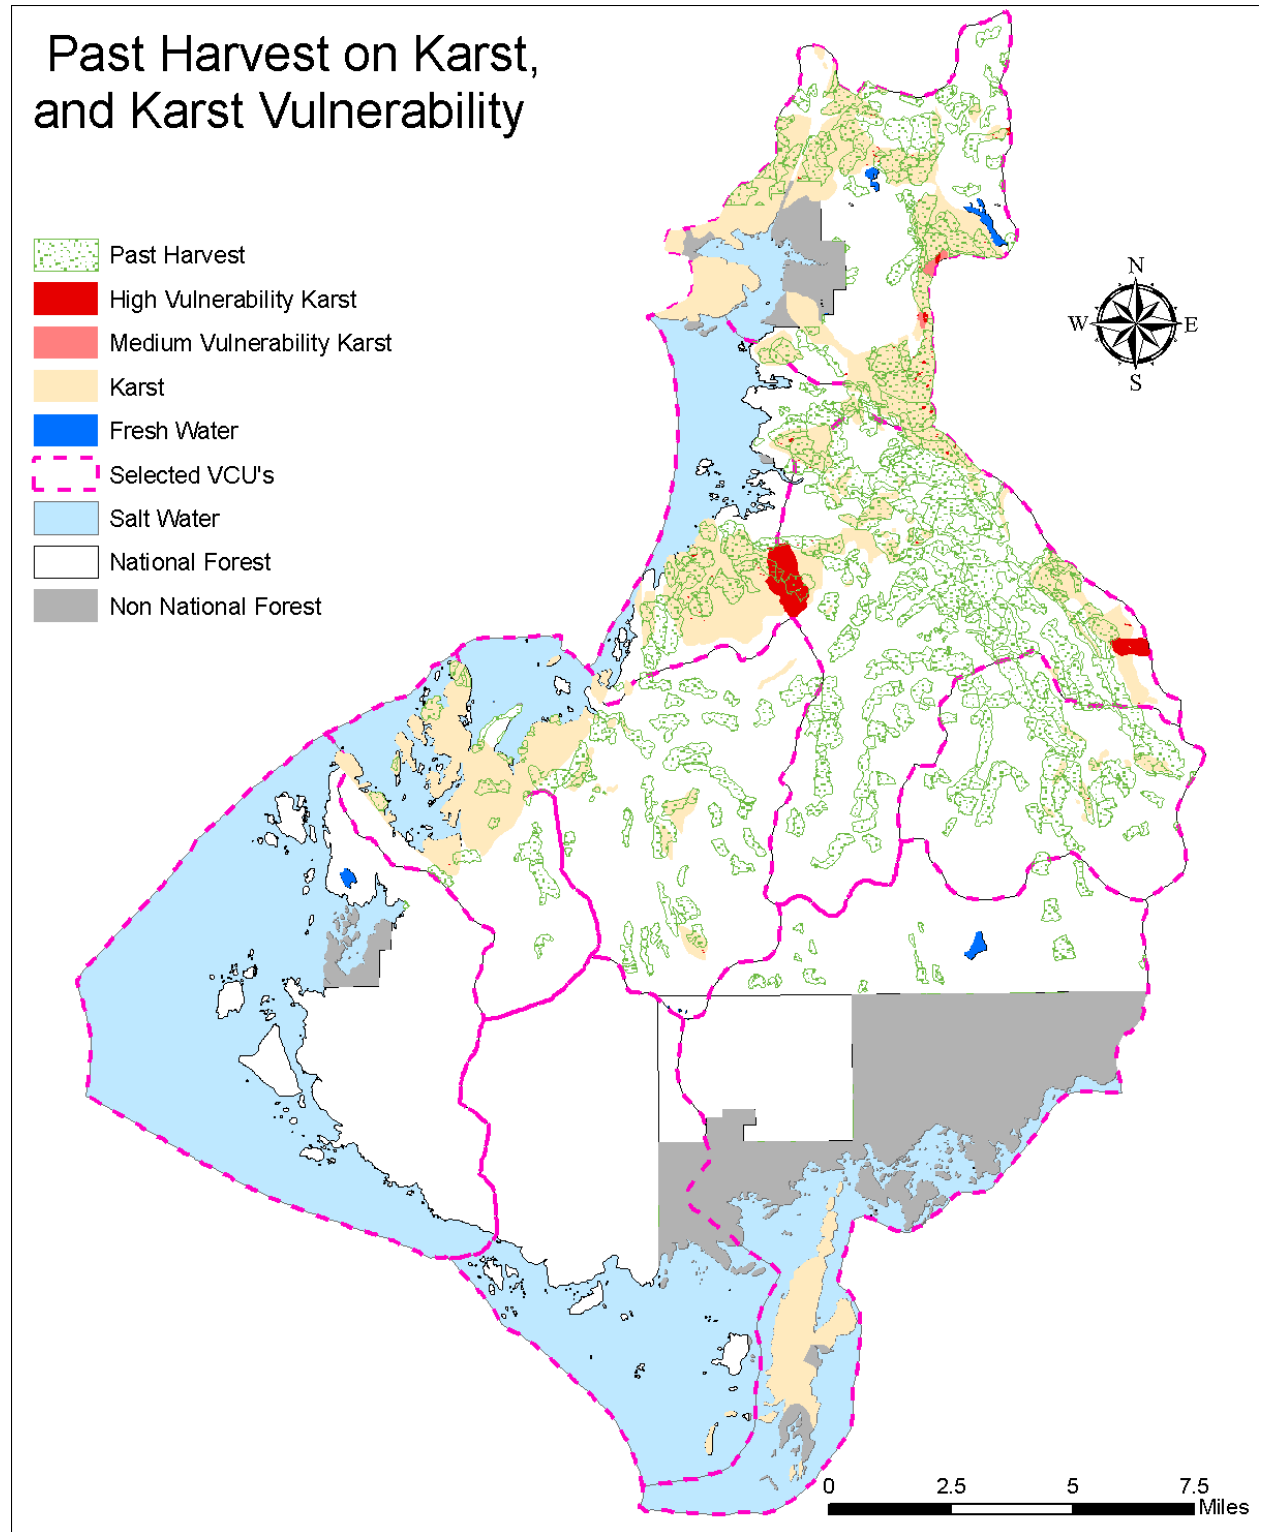 Past Harvest on Karst,
and Karst Vulnerability
Past Harvest
High Vulnerability Karst
Medium Vulnerability Karst
Karst
Fresh Water
Selected VCU's
Salt Water
National Forest
Non National Forest
N
W E
S
0 2.5 5 7.5
Miles